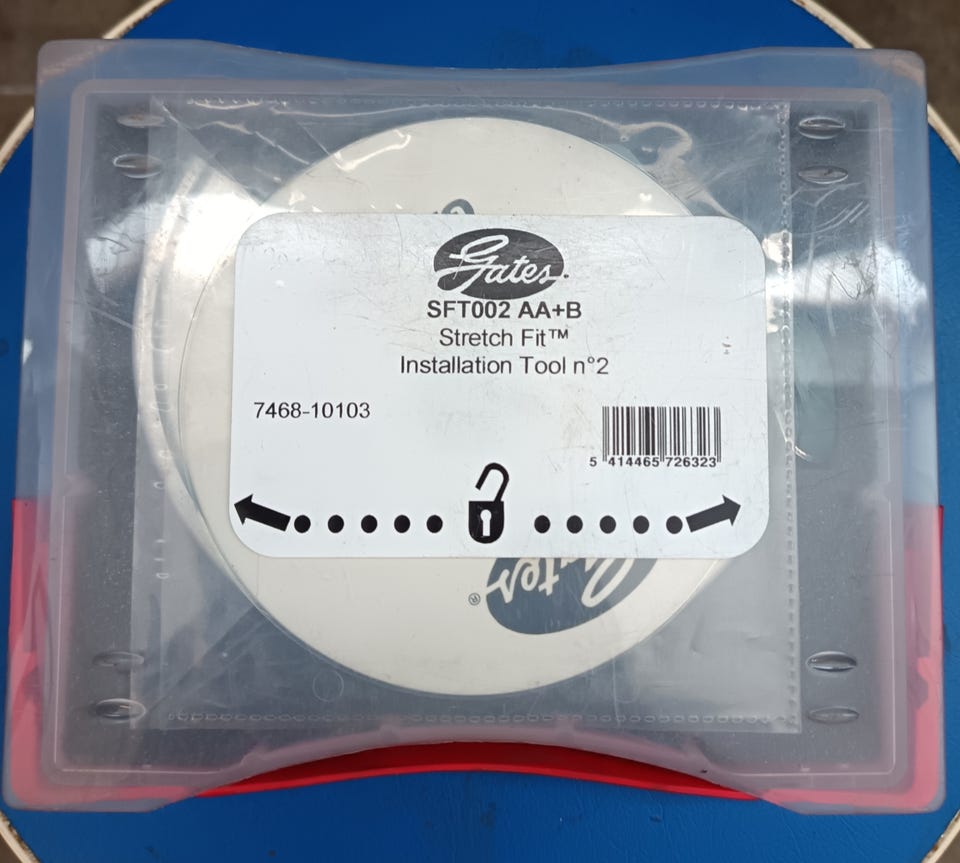 Gates.
SFT002 AA+B
Stretch Fit™
Installation Tool n°2
7468-10103
5 414465 726323
Gates
®